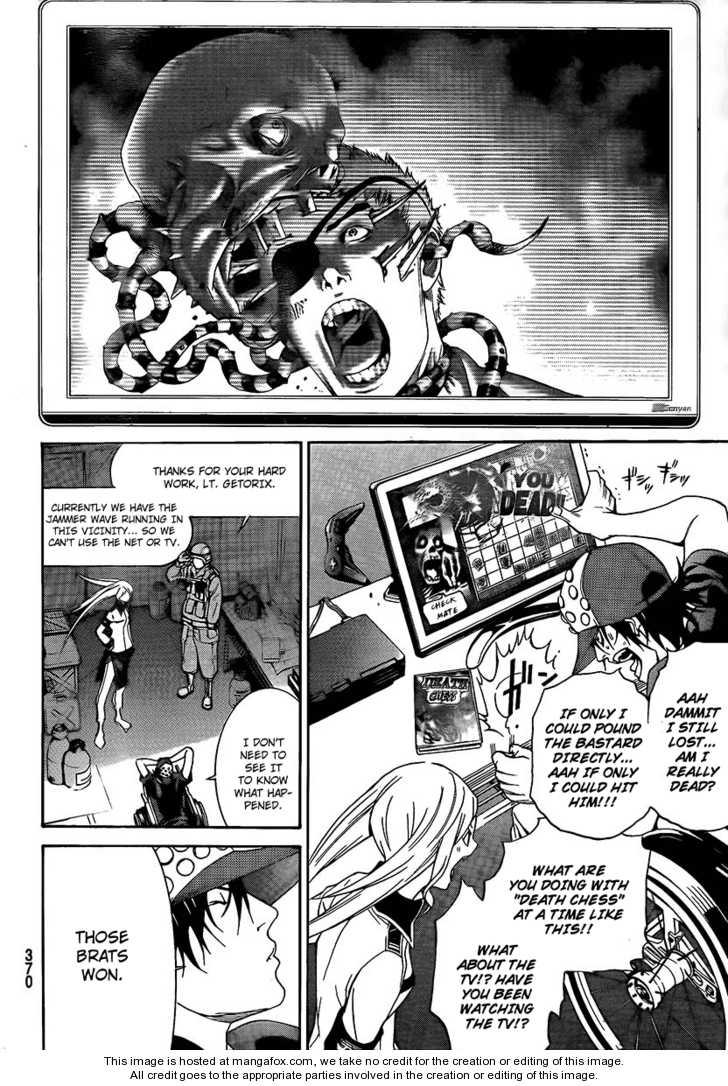 Sanyan
YOU
DEAD!!
CHECK
MATE
DEATH
ギシ!
ギシ!
AAH
DAMMIT
I STILL
LOST...
AM I
REALLY
DEAD?
IF ONLY I
COULD POUND
THE BASTARD
DIRECTLY...
AAH IF ONLY
I COULD HIT
HIM!!!
WHAT ARE
YOU DOING WITH
"DEATH CHESS"
AT A TIME LIKE
THIS!!
WHAT
ABOUT THE
TV!? HAVE
YOU BEEN
WATCHING
THE TV!?
THANKS FOR YOUR HARD
WORK, LT. GETORIX.
CURRENTLY WE HAVE THE
JAMMER WAVE RUNNING IN
THIS VICINITY... SO WE
CAN'T USE THE NET OR TV.
I DON'T
NEED TO
SEE IT
TO KNOW
WHAT HAP-
PENED.
THOSE
BRATS
WON.
370
This image is hosted at mangafox.com, we take no credit for the creation or editing of this image.
All credit goes to the appropriate parties involved in the creation or editing of this image.